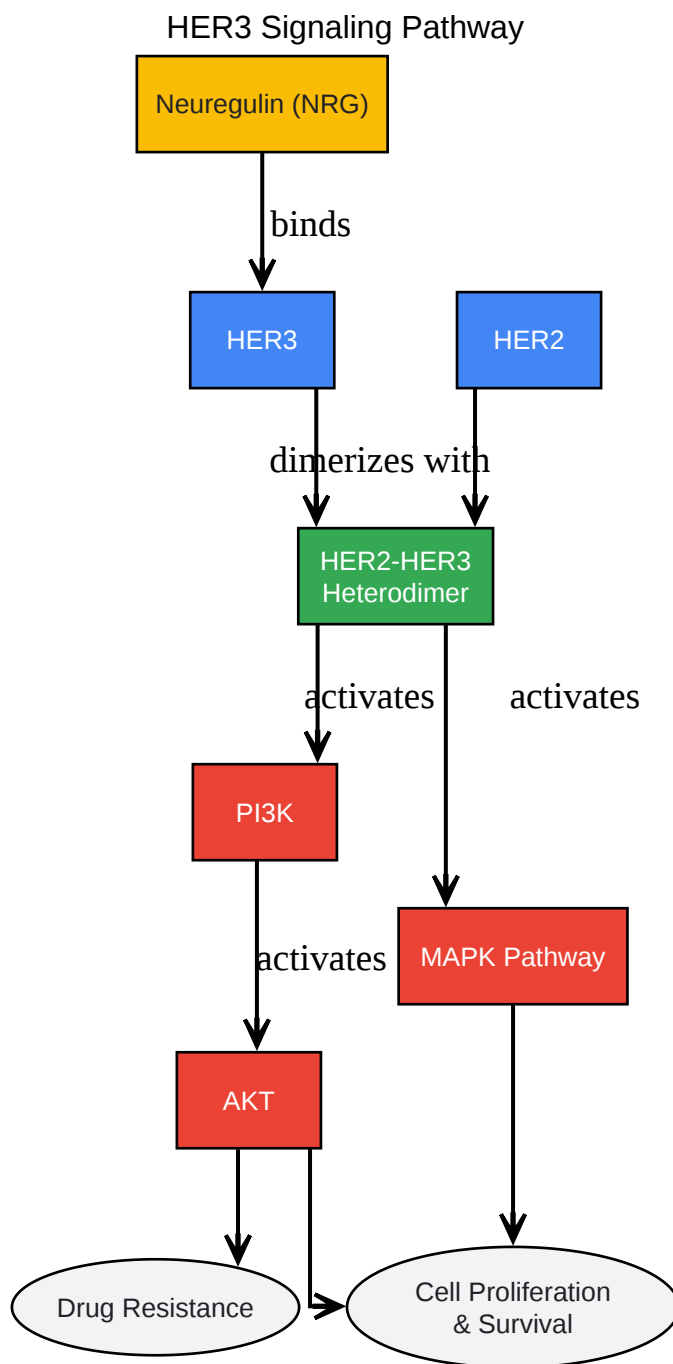 HER3 Signaling Pathway
Neuregulin (NRG)
binds
HER3
HER2
dimerizes with
HER2-HER3
Heterodimer
activates
activates
PI3K
MAPK Pathway
activates
AKT
Drug Resistance
Cell Proliferation
& Survival